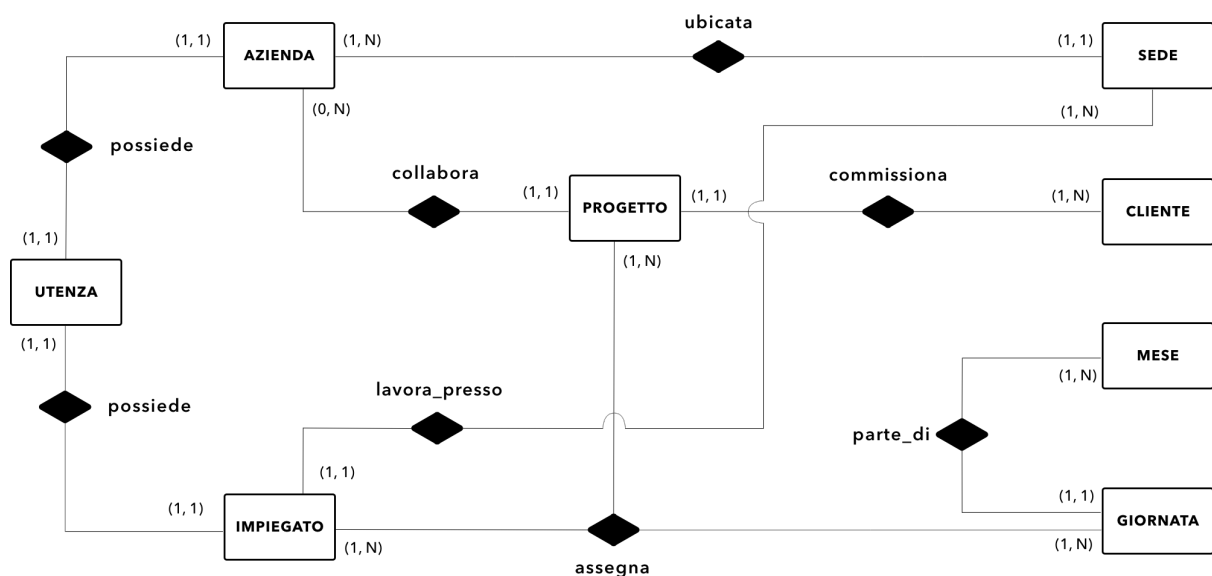 ubicata
(1, 1)
AZIENDA
(1, N)
(1, 1)
SEDE
(0, N)
(1, N)
possiede
collabora
commissiona
(1, 1)
PROGETTO
(1, 1)
(1, N)
CLIENTE
(1, 1)
(1, N)
UTENZA
(1, 1)
MESE
(1, N)
lavora_presso
possiede
parte_di
(1, 1)
(1, 1)
(1, 1)
IMPIEGATO
GIORNATA
(1, N)
(1, N)
assegna